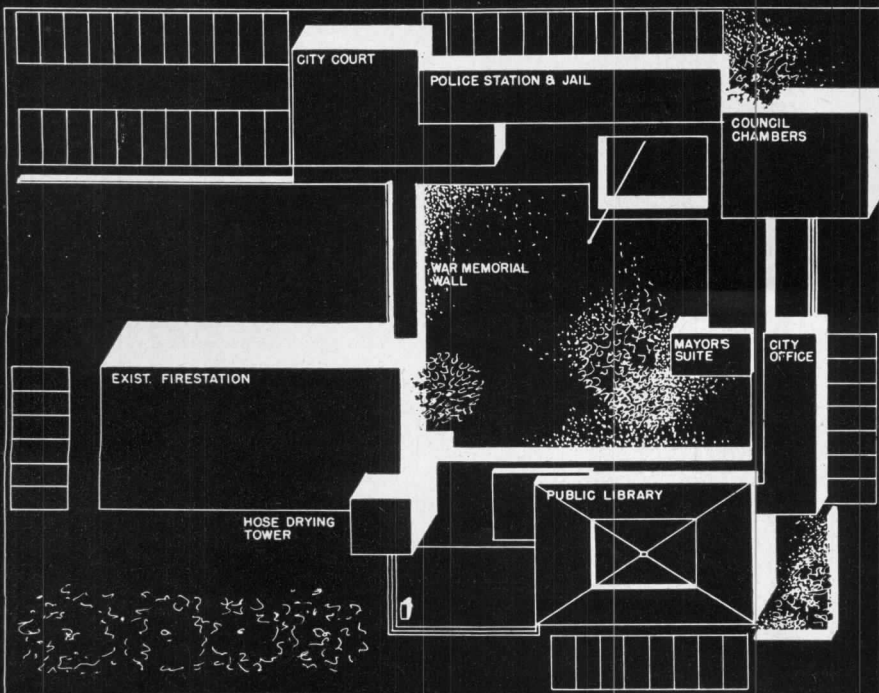 CITY COURT
POLICE STATION & JAIL
COUNCIL
CHAMBERS
WAR MEMORIAL
WALL
MAYOR'S
SUITE
CITY
OFFICE
EXIST. FIRESTATION
PUBLIC LIBRARY
HOSE DRYING
TOWER